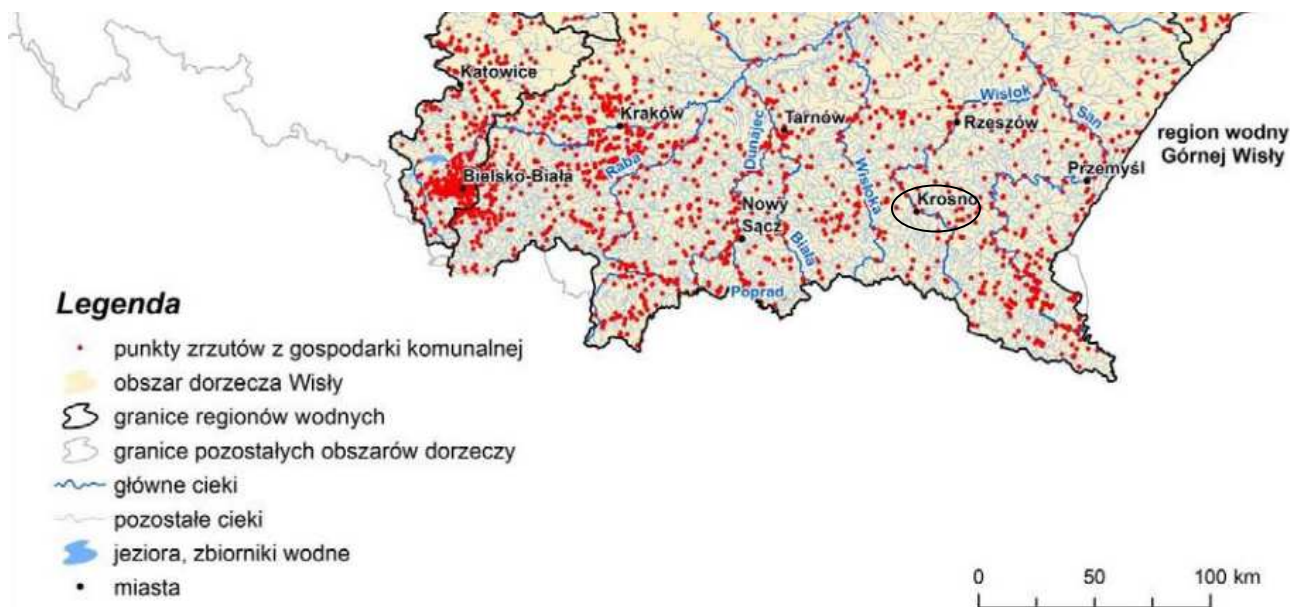 Katowice
Kraków
Tarnów
Wisłok
Rzeszów
San
region wodny
Górnej Wisły
Przemyśl
Dunajec
Raba
Bielsko-Biała
Wisłoka
Krosno
Nowy
Sącz
Biała
Poprad
Legenda
punkty zrzutów z gospodarki komunalnej
obszar dorzecza Wisły
granice regionów wodnych
granice pozostałych obszarów dorzeczy
główne cieki
pozostałe cieki
jeziora, zbiorniki wodne
miasta
0 50 100 km